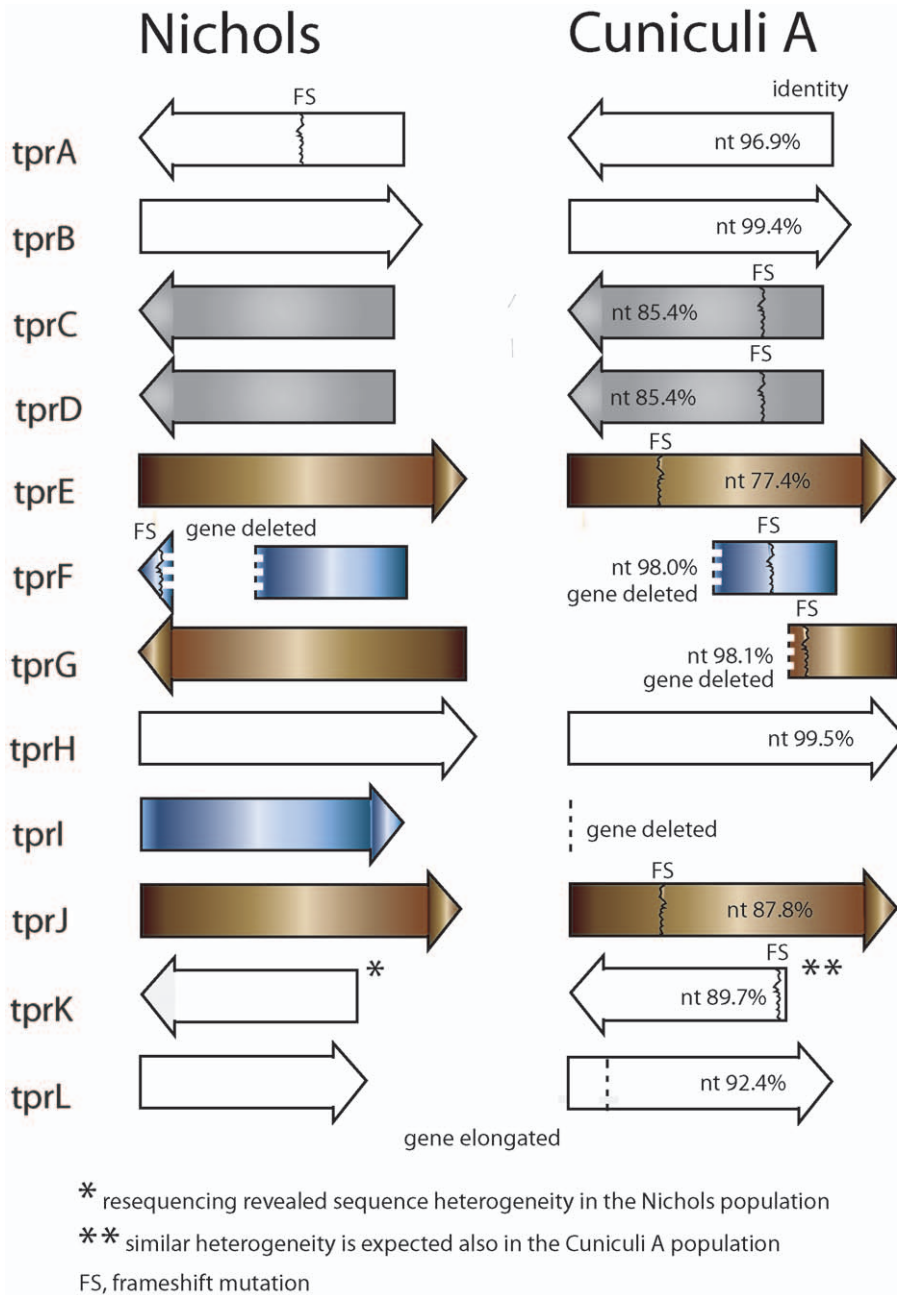 Nichols Cuniculi A
FS identity
tprA nt 96.9%
tprB nt 99.4%
FS
tprC nt 85.4%
FS
tprD nt 85.4%
FS
tprE nt 77.4%
FS gene deleted FS
tprF nt 98.0%
gene deleted
FS
tprG nt 98.1%
gene deleted
tprH nt 99.5%
tprI gene deleted
FS
tprJ nt 87.8%
FS
* **
tprK nt 89.7%
tprL nt 92.4%
gene elongated
* resequencing revealed sequence heterogeneity in the Nichols population
** similar heterogeneity is expected also in the Cuniculi A population
FS, frameshift mutation